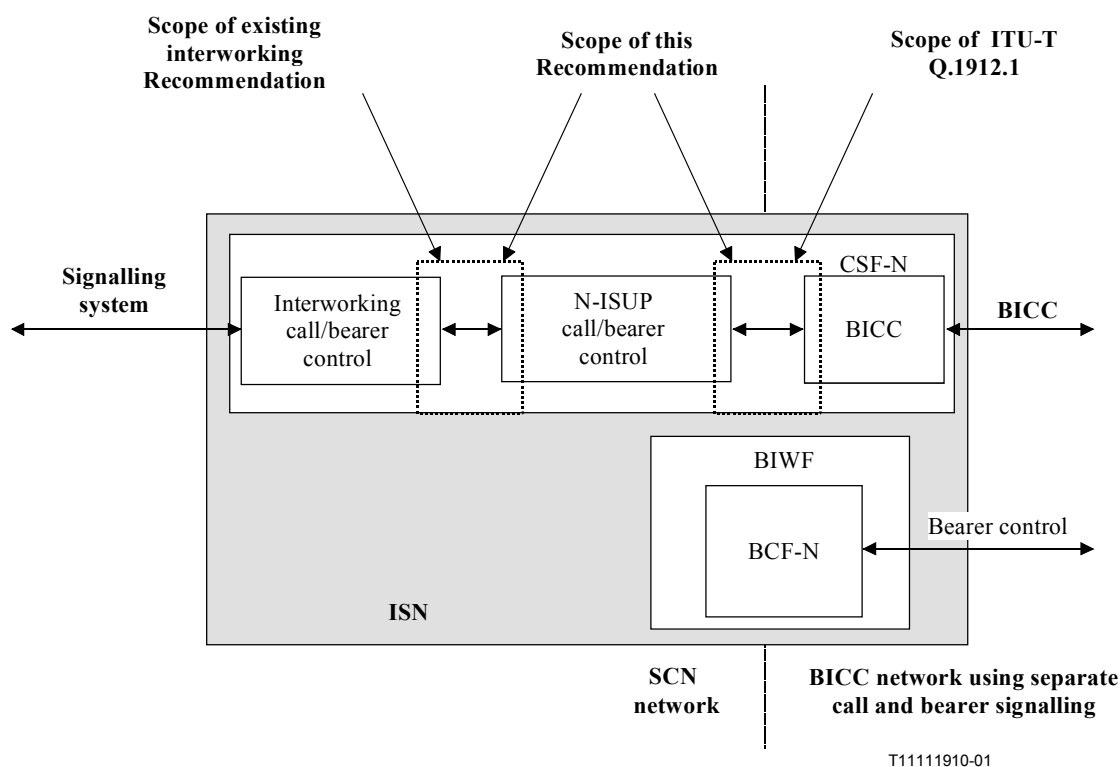 Scope of existing
interworking
Recommendation
Scope of this
Recommendation
Scope of ITU-T
Q.1912.1
Signalling
system
Interworking
call/bearer
control
N-ISUP
call/bearer
control
CSF-N
BICC
BICC
BIWF
BCF-N
Bearer control
ISN
SCN
network
BICC network using separate
call and bearer signalling
T11111910-01